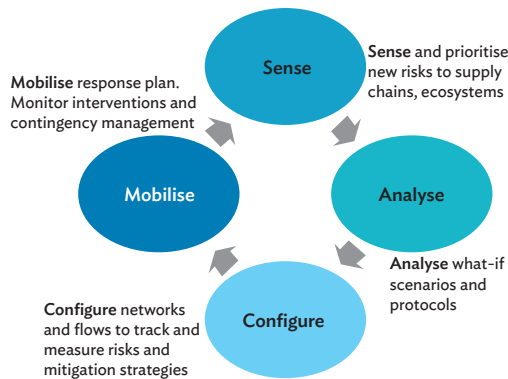 Sense
Sense and prioritise
new risks to supply
chains, ecosystems
Analyse
Analyse what-if
scenarios and
protocols
Configure
Configure networks
and flows to track and
measure risks and
mitigation strategies
Mobilise
Mobilise response plan.
Monitor interventions and
contingency management